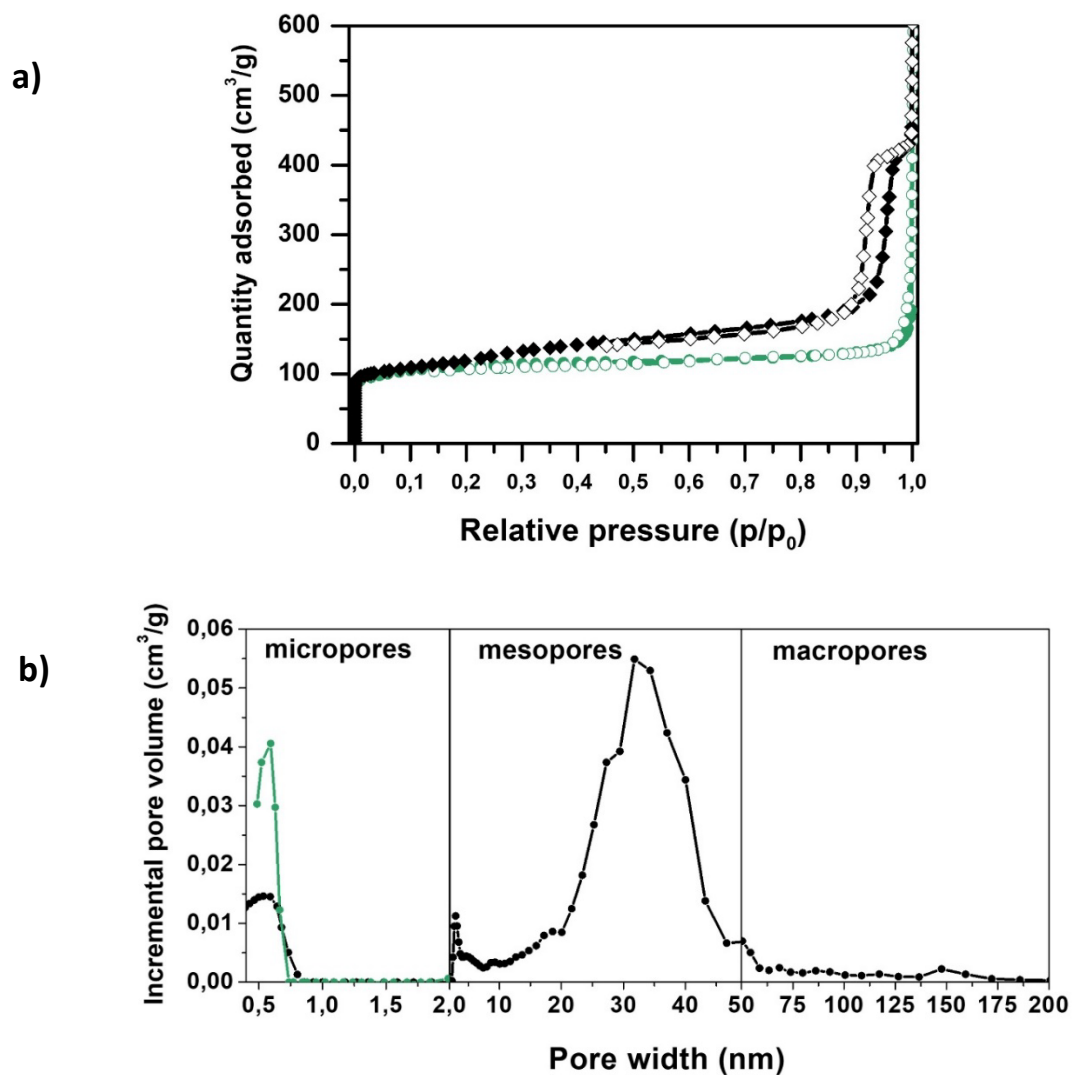 a)
Quantity adsorbed (cm³/g)
600
500
400
300
200
100
0
0,0 0,1 0,2 0,3 0,4 0,5 0,6 0,7 0,8 0,9 1,0
Relative pressure (p/p₀)
b)
Incremental pore volume (cm³/g)
micropores mesopores macropores
0,06
0,05
0,04
0,03
0,02
0,01
0,00
0,5 1,0 1,5 2,0 10 20 30 40 50 75 100 125 150 175 200
Pore width (nm)